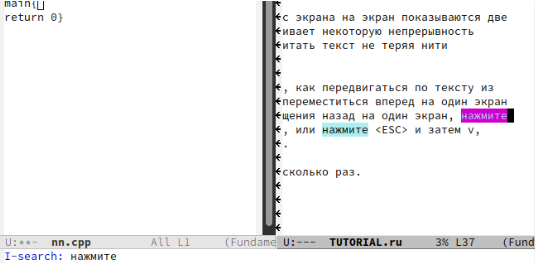 main{[]
return 0}
с экрана на экран показываются две
ивает некоторую непрерывность
итать текст не теряя нити
, как передвигаться по тексту из
переместиться вперед на один экран
щения назад на один экран, нажмите
, или нажмите <ESC> и затем v,
.
сколько раз.
U:**- nn.cpp All L1 (Fundame
U:--- TUTORIAL.ru 3% L37 (Fund
I-search: нажмите